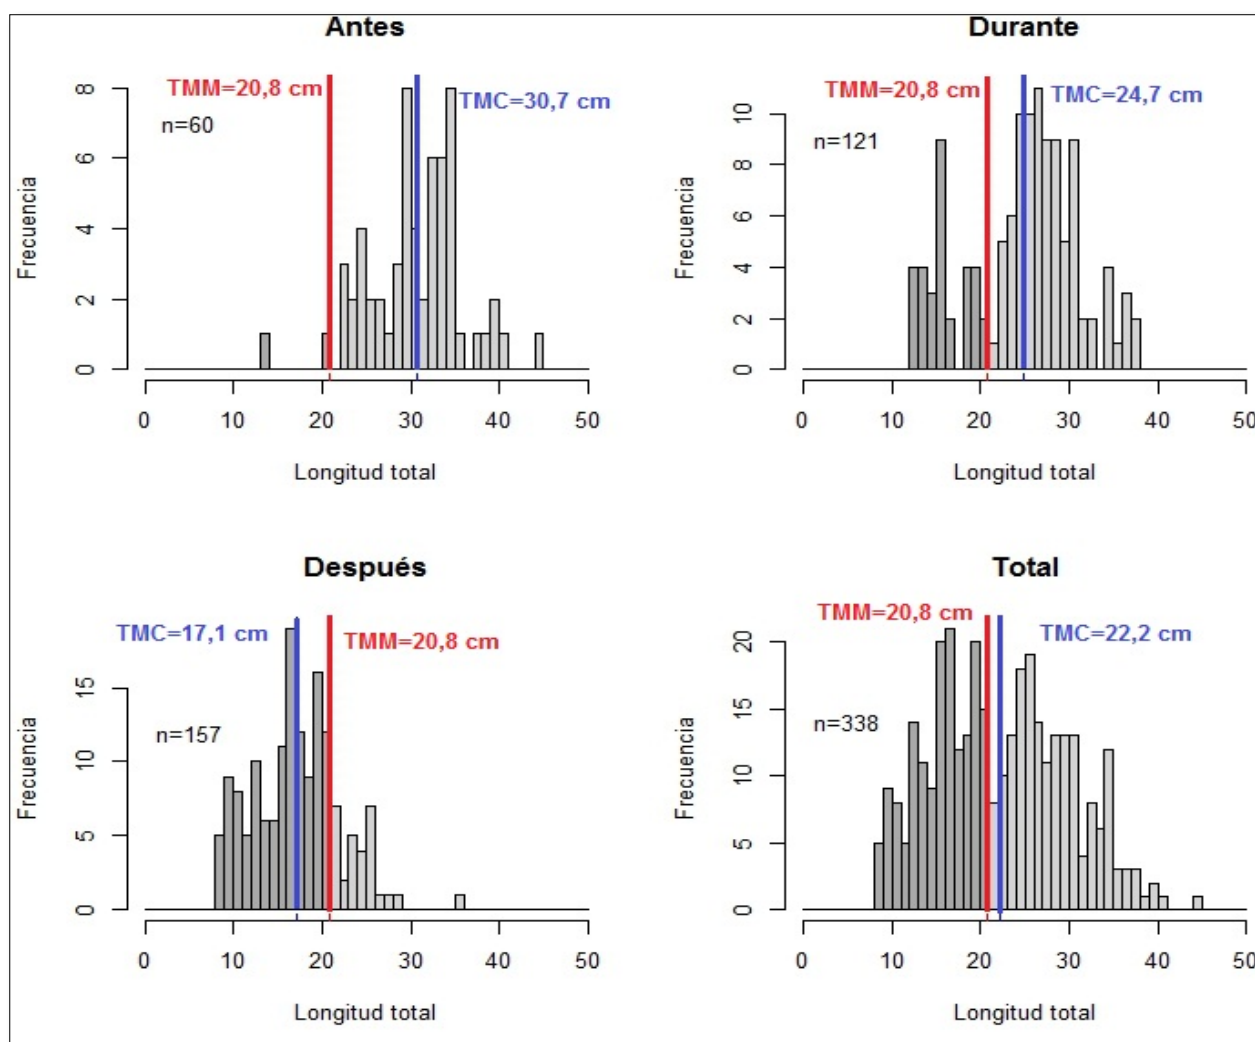 Antes
TMM=20,8 cm
TMC=30,7 cm
n=60
Frecuencia
8
6
4
2
0
0 10 20 30 40 50
Longitud total
Durante
TMM=20,8 cm
TMC=24,7 cm
n=121
Frecuencia
10
8
6
4
2
0
0 10 20 30 40 50
Longitud total
Después
TMC=17,1 cm
TMM=20,8 cm
n=157
Frecuencia
15
10
5
0
0 10 20 30 40 50
Longitud total
Total
TMM=20,8 cm
TMC=22,2 cm
n=338
Frecuencia
20
15
10
5
0
0 10 20 30 40 50
Longitud total